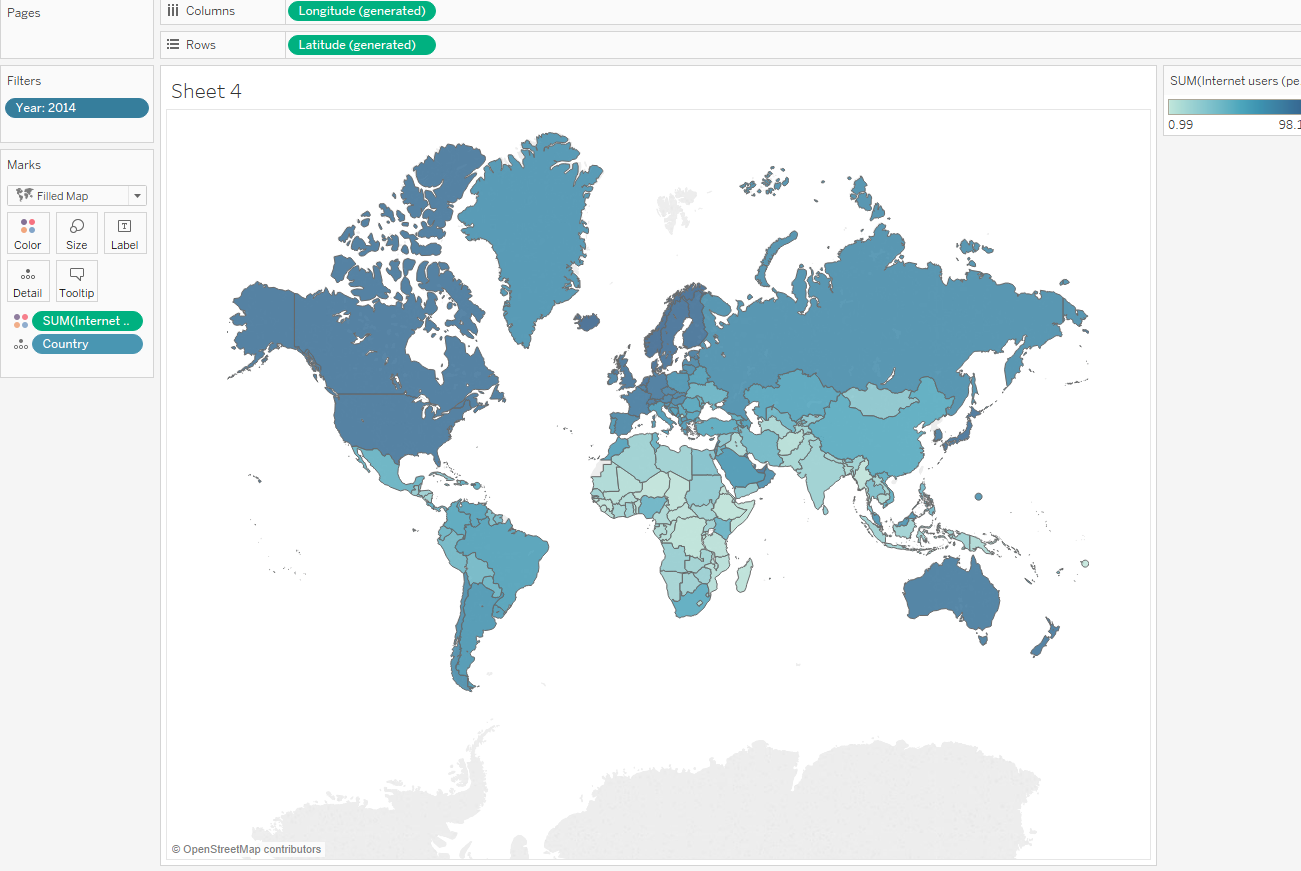 Pages
Columns
Longitude (generated)
Rows
Latitude (generated)
Filters
Year: 2014
Marks
Filled Map
Color
Size
Label
T
Detail
Tooltip
SUM(Internet ..
Country
Sheet 4
© OpenStreetMap contributors
SUM(Internet users (pe
0.99
98.1